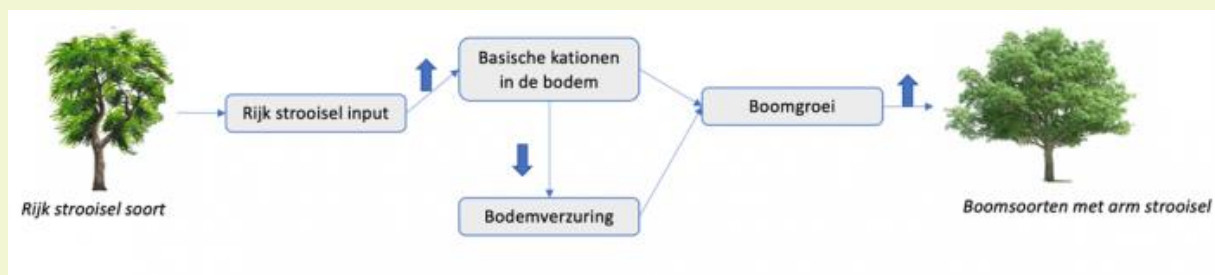 Rijk strooisel soort
Rijk strooisel input
Basische kationen
in de bodem
Bodemverzuring
Boomgroei
Boomsoorten met arm strooisel